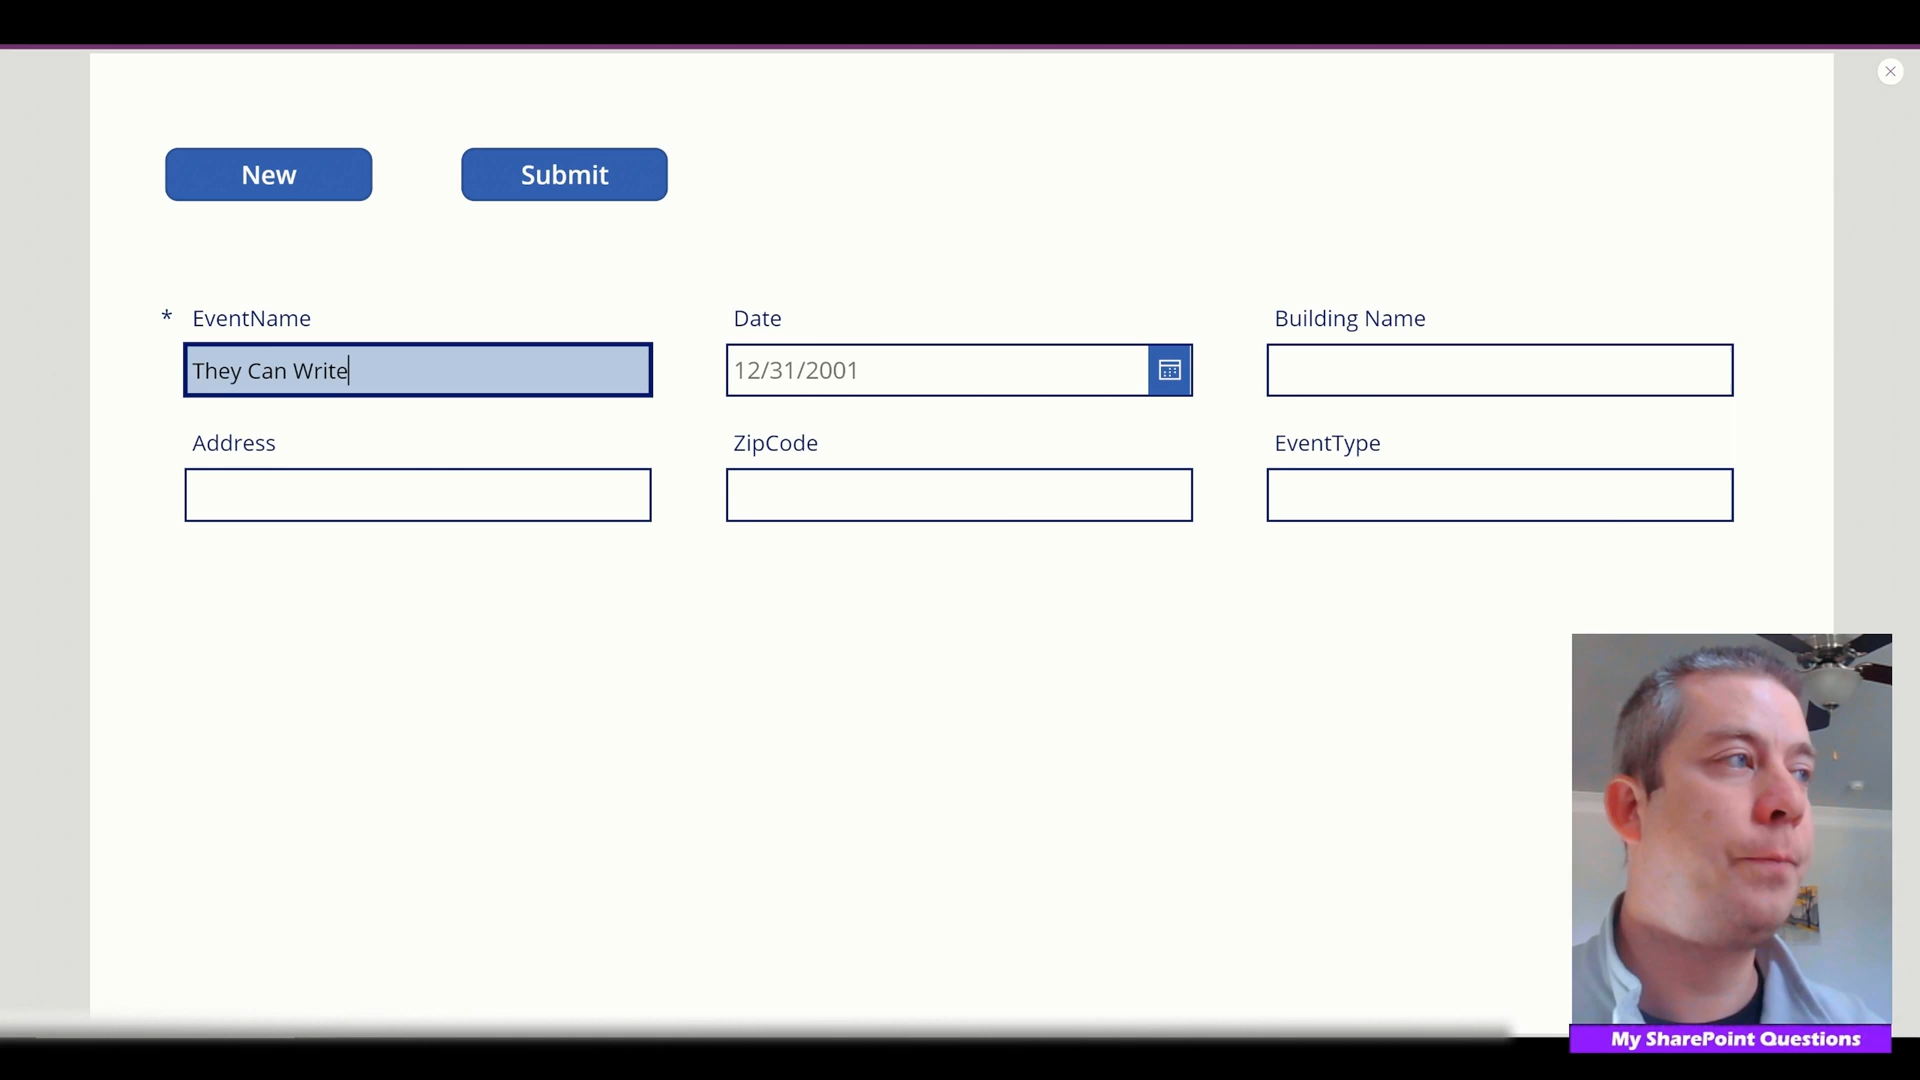 New
Submit
* EventName
Date
Building Name
They Can Write
12/31/2001
Address
ZipCode
EventType
My SharePoint Questions